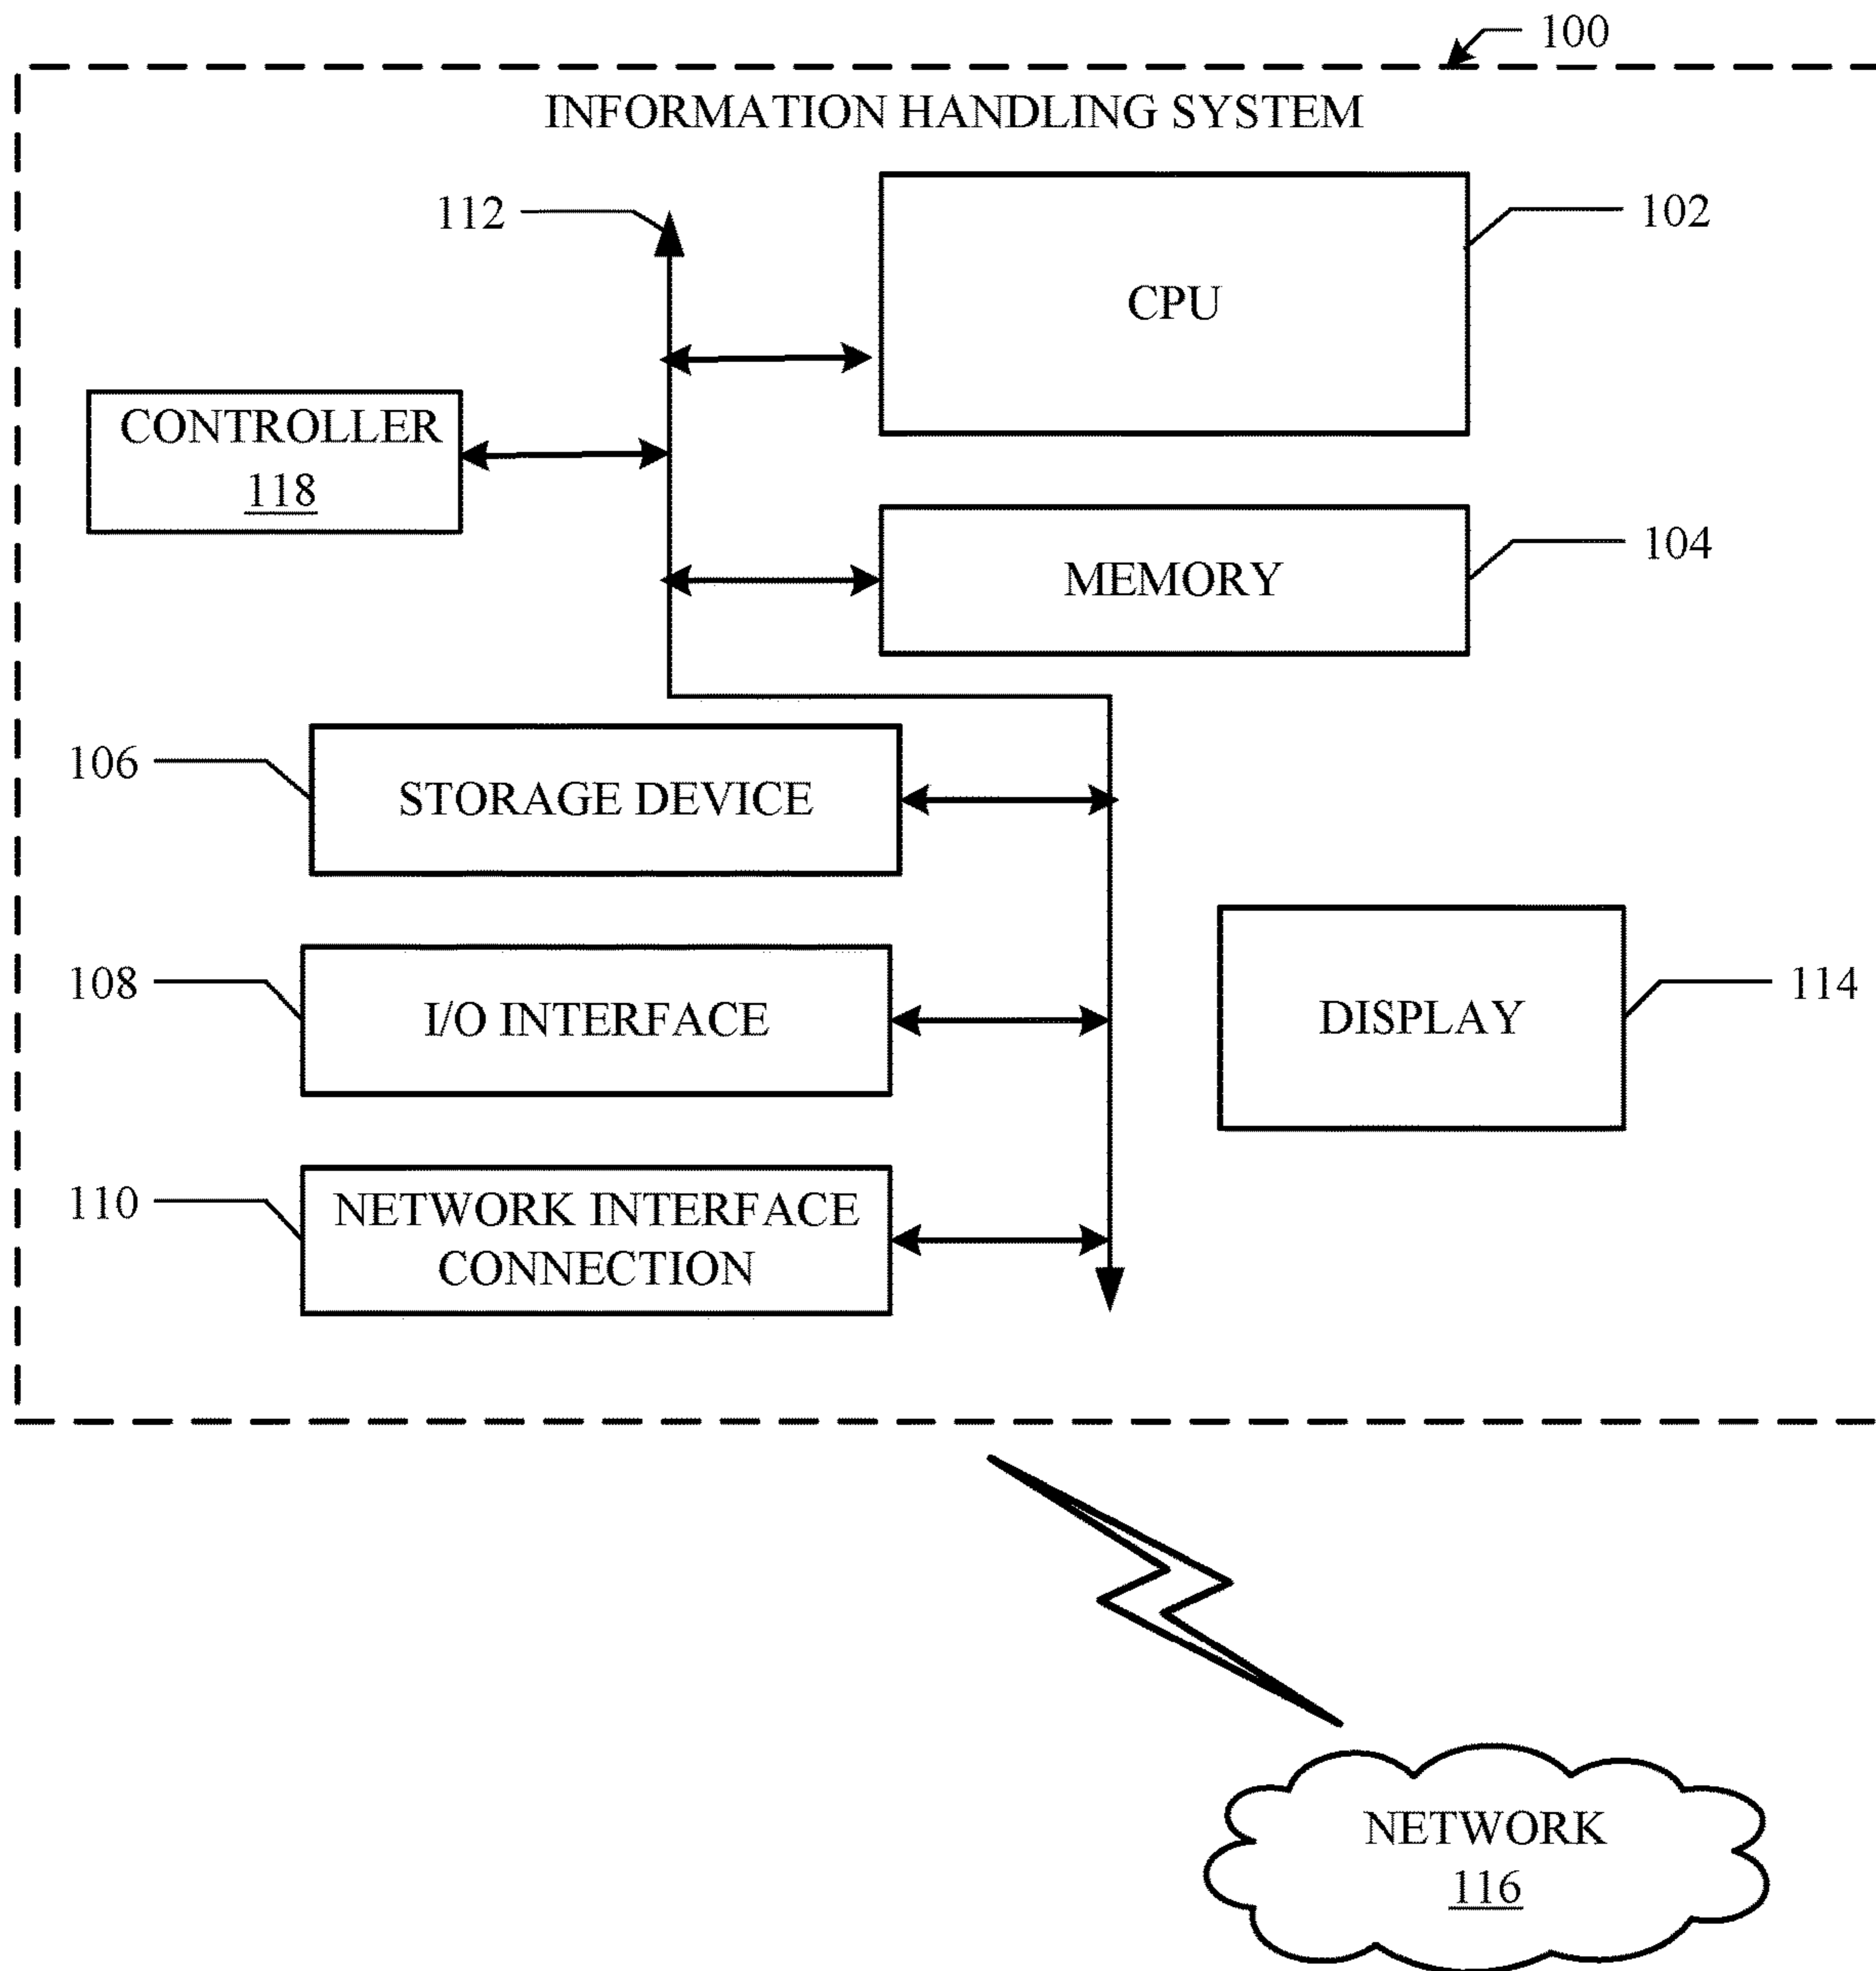 100
INFORMATION HANDLING SYSTEM
112
102
CPU
CONTROLLER
118
104
MEMORY
106
STORAGE DEVICE
108
I/O INTERFACE
DISPLAY
114
110
NETWORK INTERFACE
CONNECTION
NETWORK
116